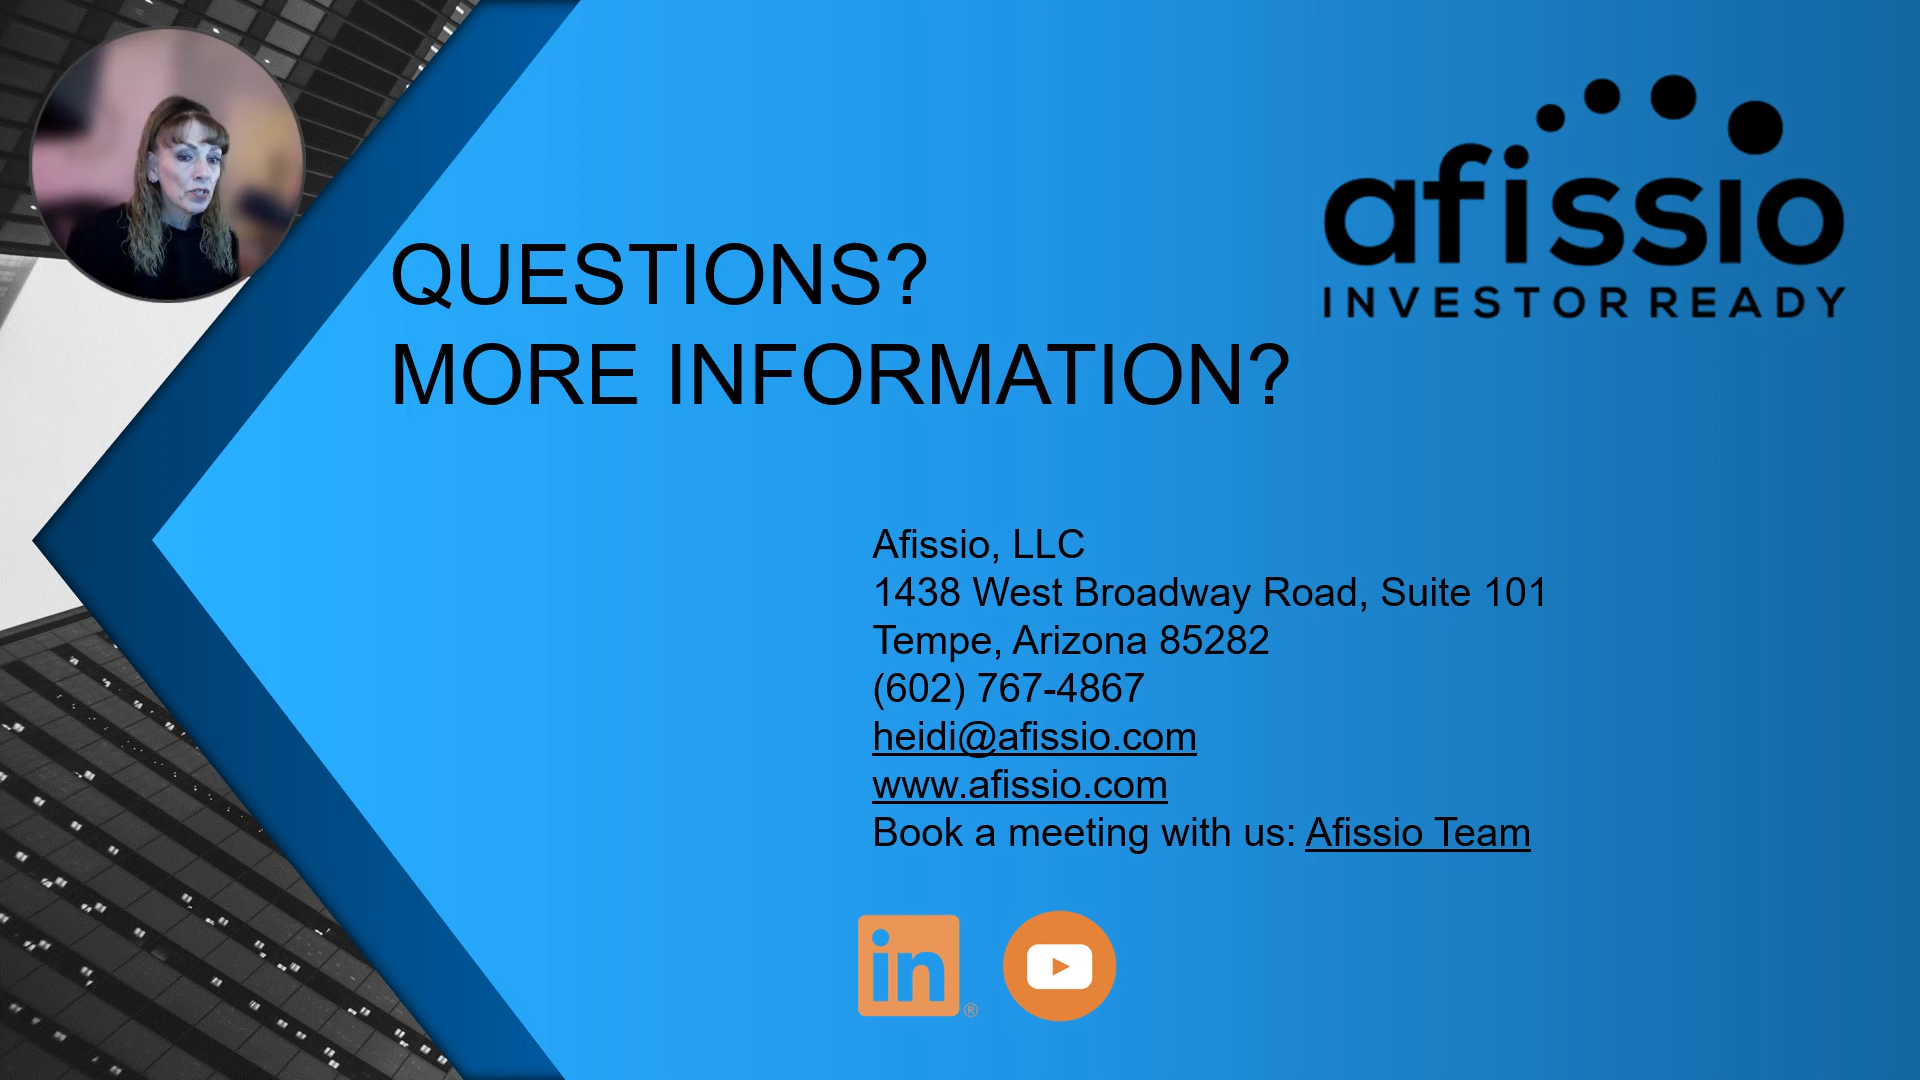 afissio
INVESTOR READY
QUESTIONS?
MORE INFORMATION?
Afissio, LLC
1438 West Broadway Road, Suite 101
Tempe, Arizona 85282
(602) 767-4867
heidi@afissio.com
www.afissio.com
Book a meeting with us: Afissio Team
in®